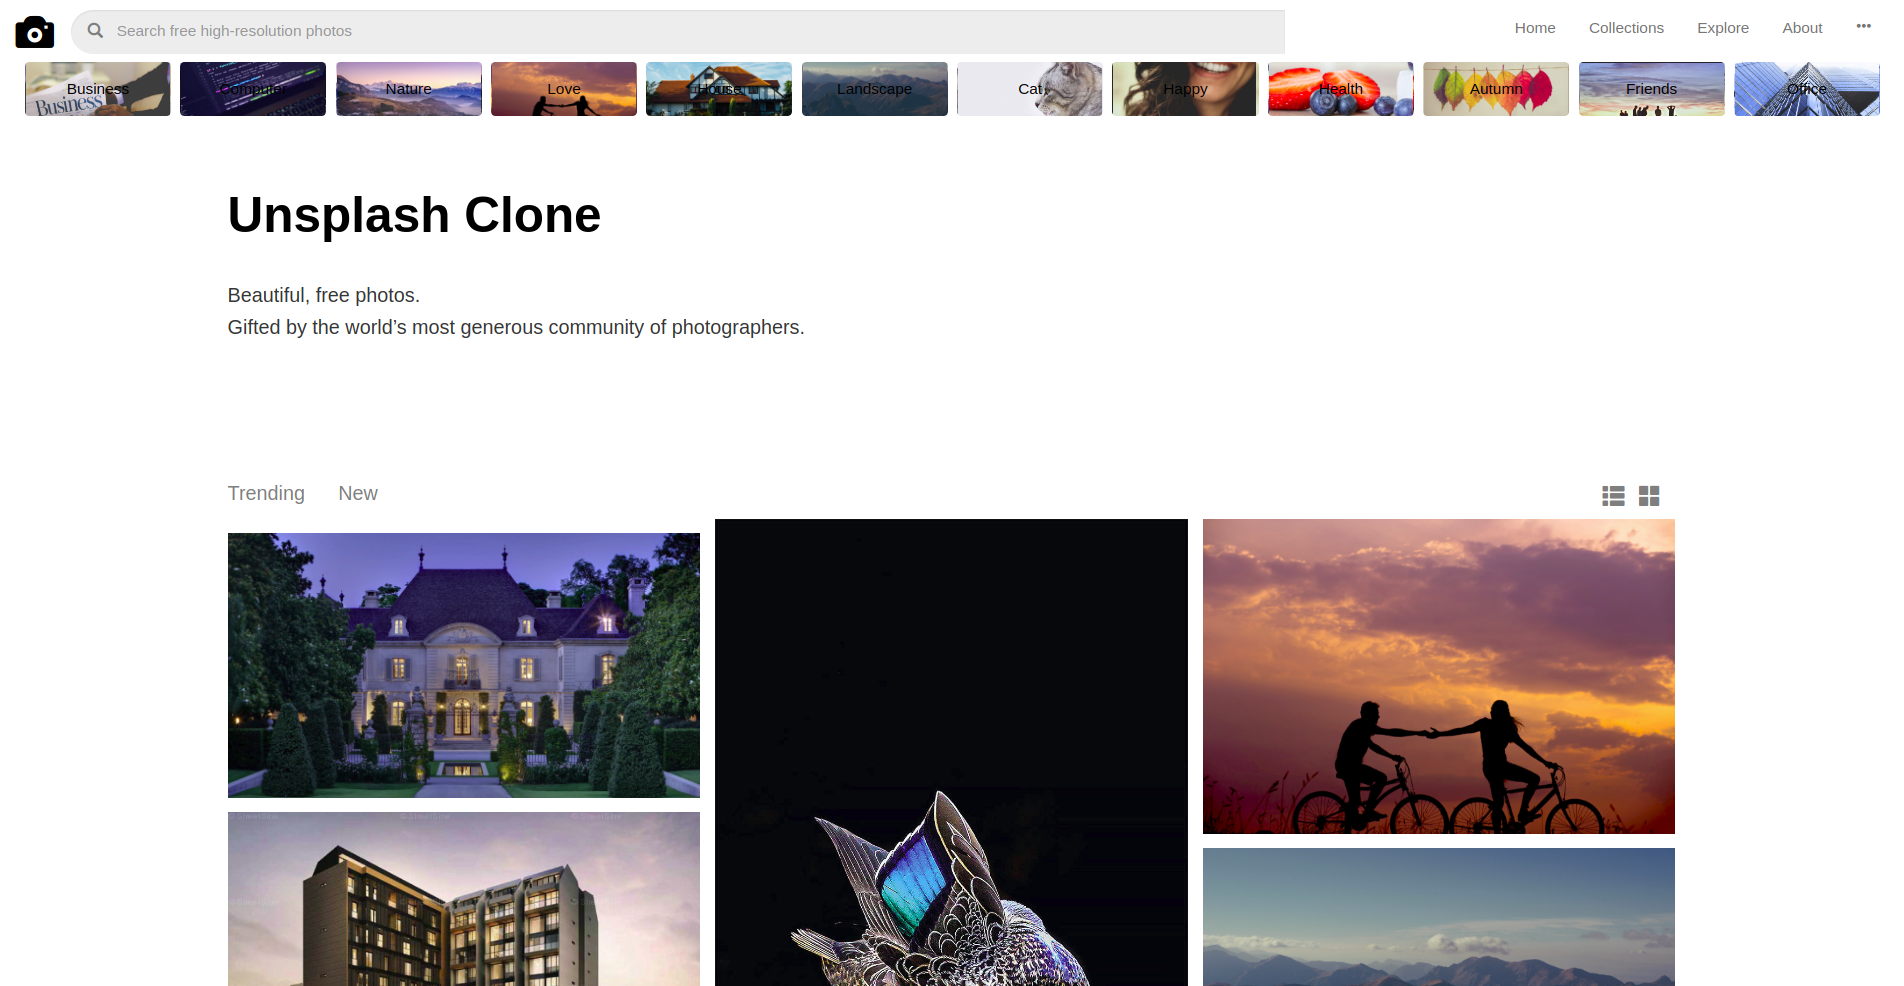 Search free high-resolution photos
Home
Collections
Explore
About
Business
Business
Computer
Nature
Love
House
Landscape
Cat
Happy
Health
Autumn
Friends
Office
Unsplash Clone
Beautiful, free photos.
Gifted by the world’s most generous community of photographers.
Trending
New